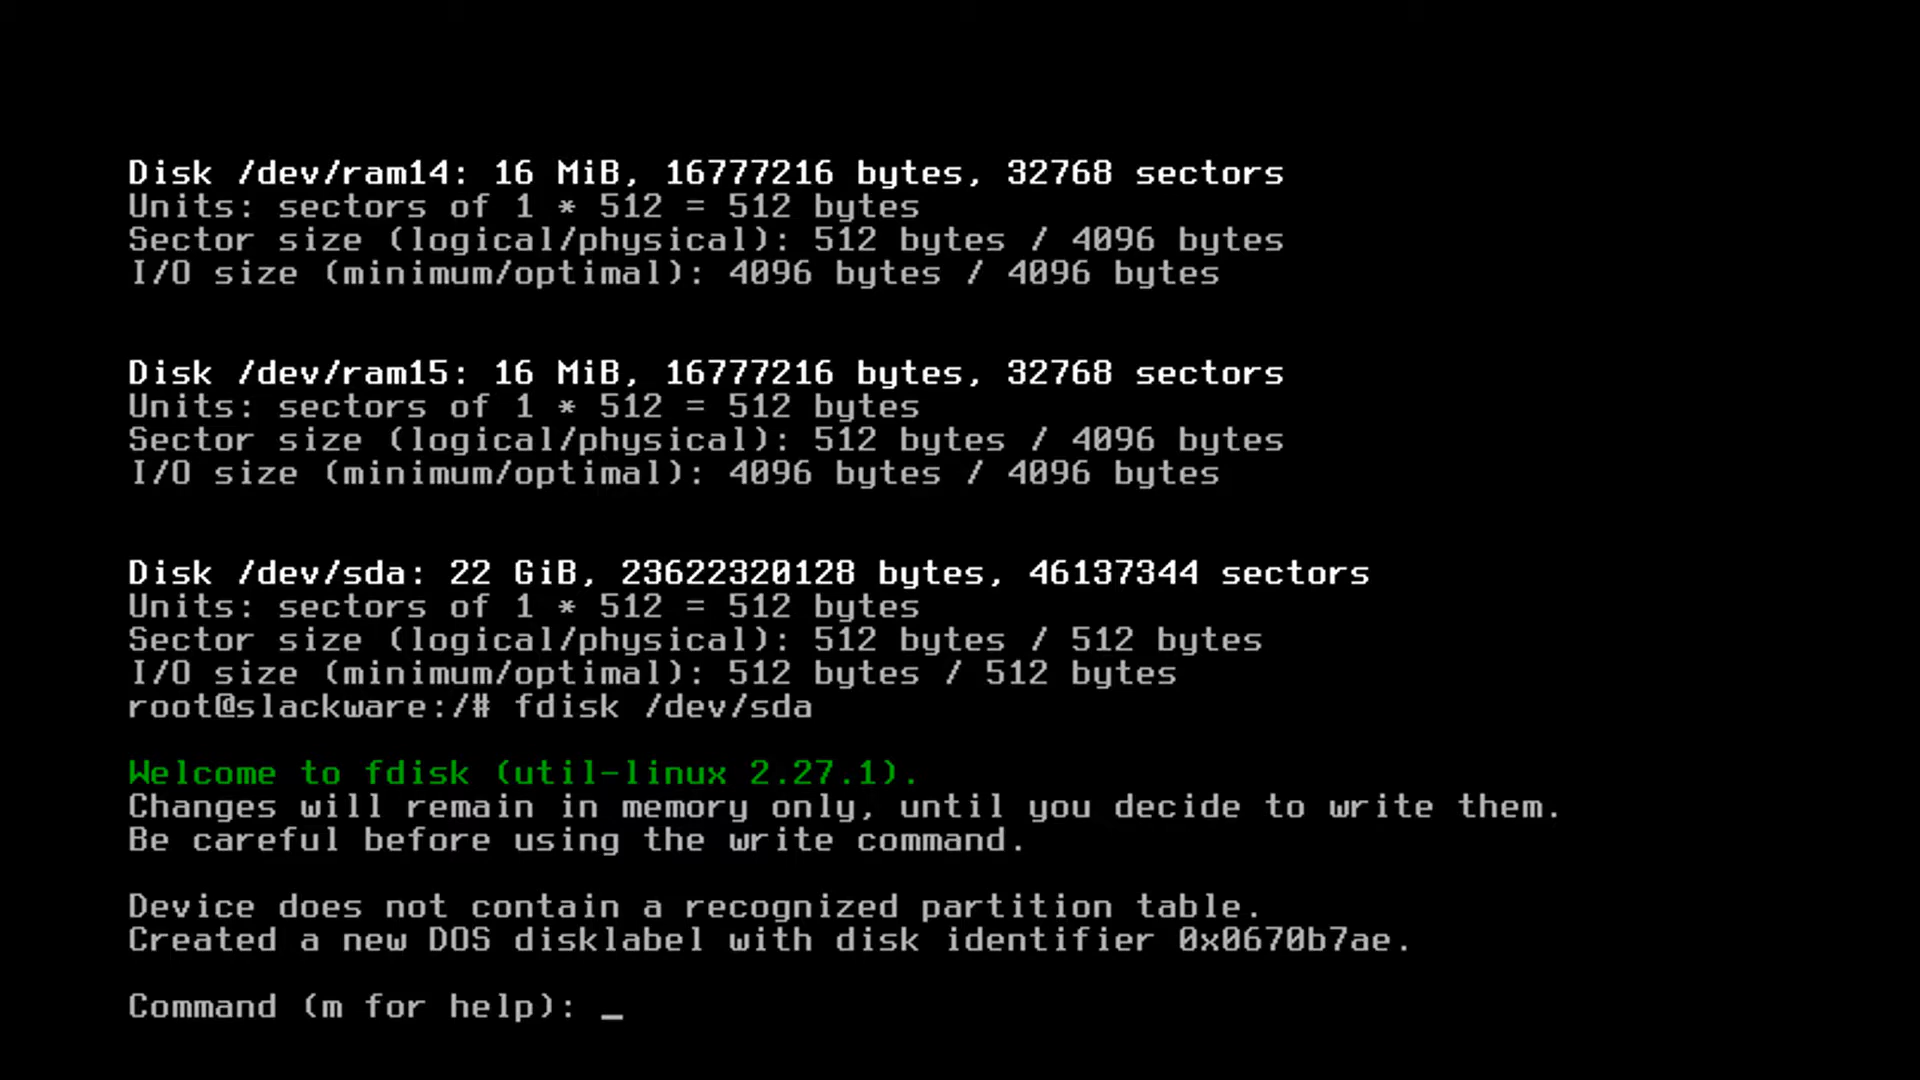 Disk /dev/ram14: 16 MiB, 16777216 bytes, 32768 sectors
Units: sectors of 1 * 512 = 512 bytes
Sector size (logical/physical): 512 bytes / 4096 bytes
I/O size (minimum/optimal): 4096 bytes / 4096 bytes
Disk /dev/ram15: 16 MiB, 16777216 bytes, 32768 sectors
Units: sectors of 1 * 512 = 512 bytes
Sector size (logical/physical): 512 bytes / 4096 bytes
I/O size (minimum/optimal): 4096 bytes / 4096 bytes
Disk /dev/sda: 22 GiB, 23622320128 bytes, 46137344 sectors
Units: sectors of 1 * 512 = 512 bytes
Sector size (logical/physical): 512 bytes / 512 bytes
I/O size (minimum/optimal): 512 bytes / 512 bytes
root@slackware:/# fdisk /dev/sda
Welcome to fdisk (util-linux 2.27.1).
Changes will remain in memory only, until you decide to write them.
Be careful before using the write command.
Device does not contain a recognized partition table.
Created a new DOS disklabel with disk identifier 0x0670b7ae.
Command (m for help): _